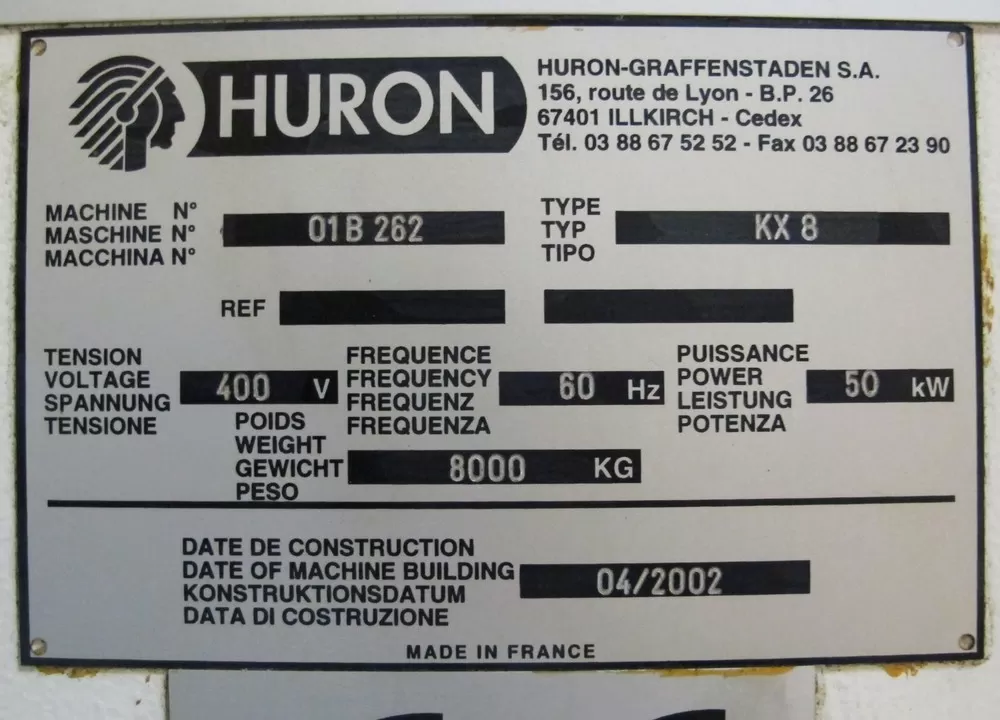 HURON
HURON-GRAFFENSTADEN S.A.
156, route de Lyon - B.P. 26
67401 ILLKIRCH - Cedex
Tél. 03 88 67 52 52 - Fax 03 88 67 23 90
MACHINE N°
MASCHINE N°
MACCHINA N°
01B 262
TYPE
TYP
TIPO
KX 8
REF
TENSION
VOLTAGE
SPANNUNG
TENSIONE
400 V
FREQUENCE
FREQUENCY
FREQUENZ
FREQUENZA
60 Hz
PUISSANCE
POWER
LEISTUNG
POTENZA
50 kW
POIDS
WEIGHT
GEWICHT
PESO
8000 KG
DATE DE CONSTRUCTION
DATE OF MACHINE BUILDING
KONSTRUKTIONSDATUM
DATA DI COSTRUZIONE
04/2002
MADE IN FRANCE